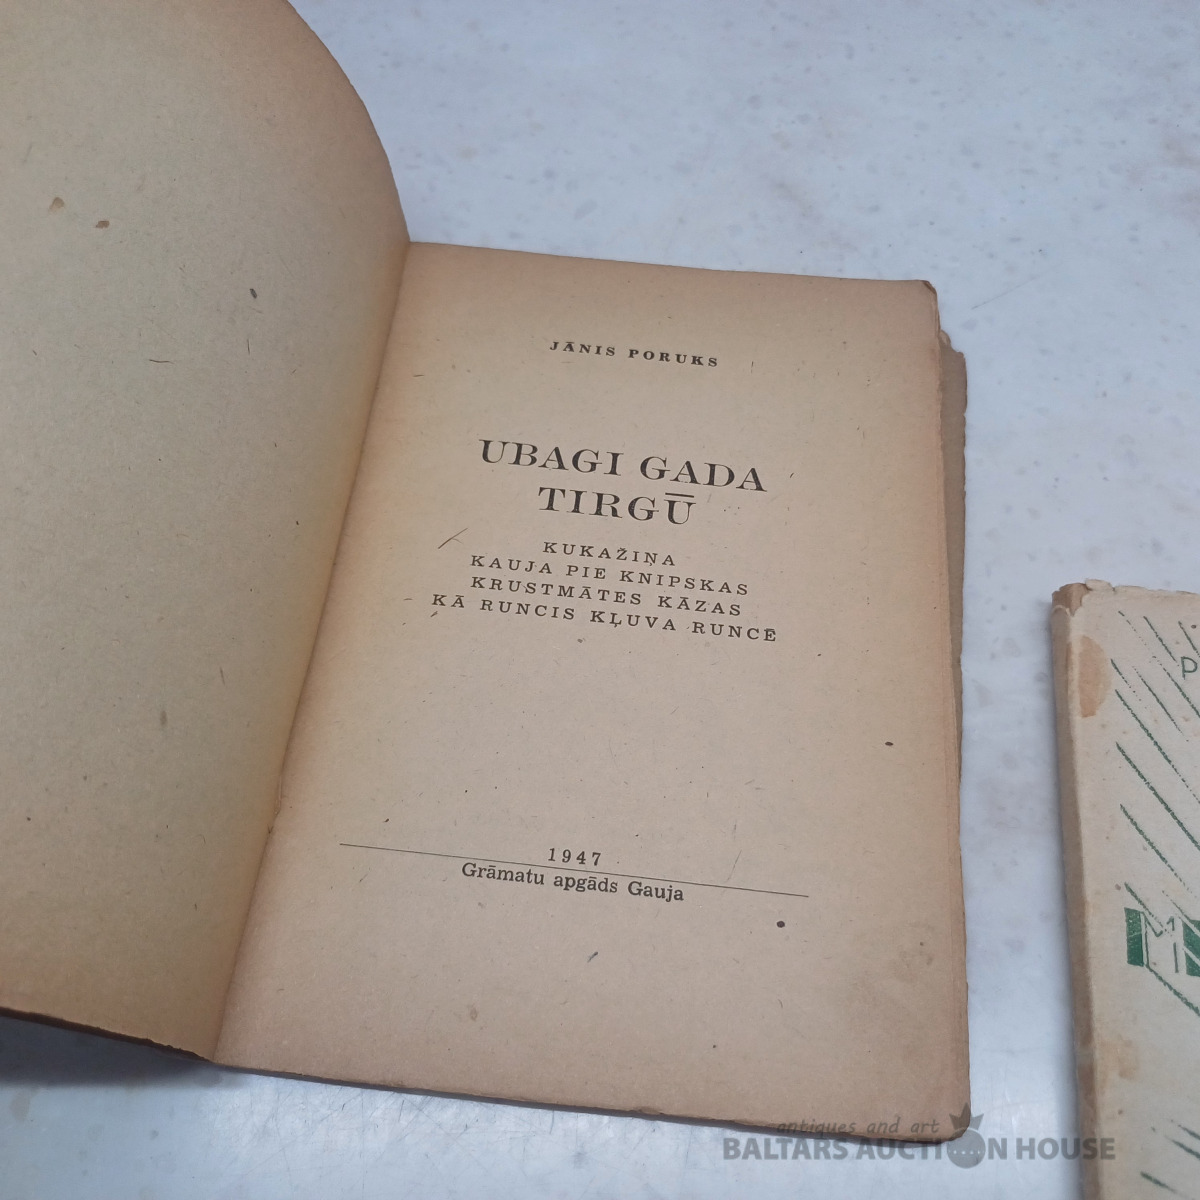 JĀNIS PORUKS
UBAGI GADA
TIRGŪ
KUKAŽIŅA
KAUJA PIE KNIPSKAS
KRUSTMĀTES KĀZAS
KĀ RUNCIS KĻUVA RUNCĒ
1947
Grāmatu apgāds Gauja
antiques and art
BALTARS AUCTION HOUSE